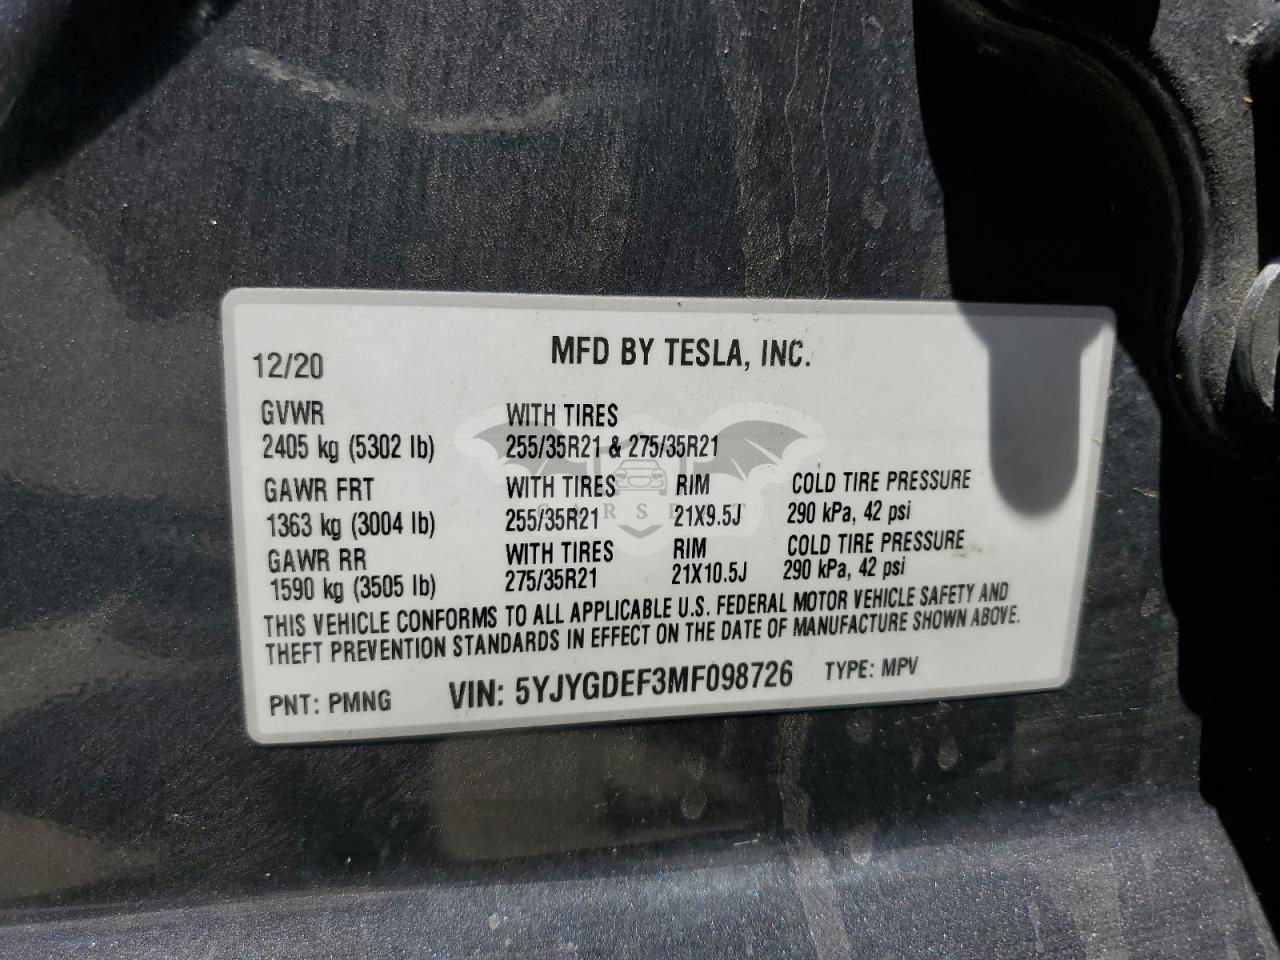 12/20
MFD BY TESLA, INC.
GVWR WITH TIRES
2405 kg (5302 lb) 255/35R21 & 275/35R21
GAWR FRT WITH TIRES RIM COLD TIRE PRESSURE
1363 kg (3004 lb) 255/35R21 21X9.5J 290 kPa, 42 psi
GAWR RR WITH TIRES RIM COLD TIRE PRESSURE
1590 kg (3505 lb) 275/35R21 21X10.5J 290 kPa, 42 psi
THIS VEHICLE CONFORMS TO ALL APPLICABLE U.S. FEDERAL MOTOR VEHICLE SAFETY AND
THEFT PREVENTION STANDARDS IN EFFECT ON THE DATE OF MANUFACTURE SHOWN ABOVE.
PNT: PMNG VIN: 5YJYGDEF3MF098726 TYPE: MPV